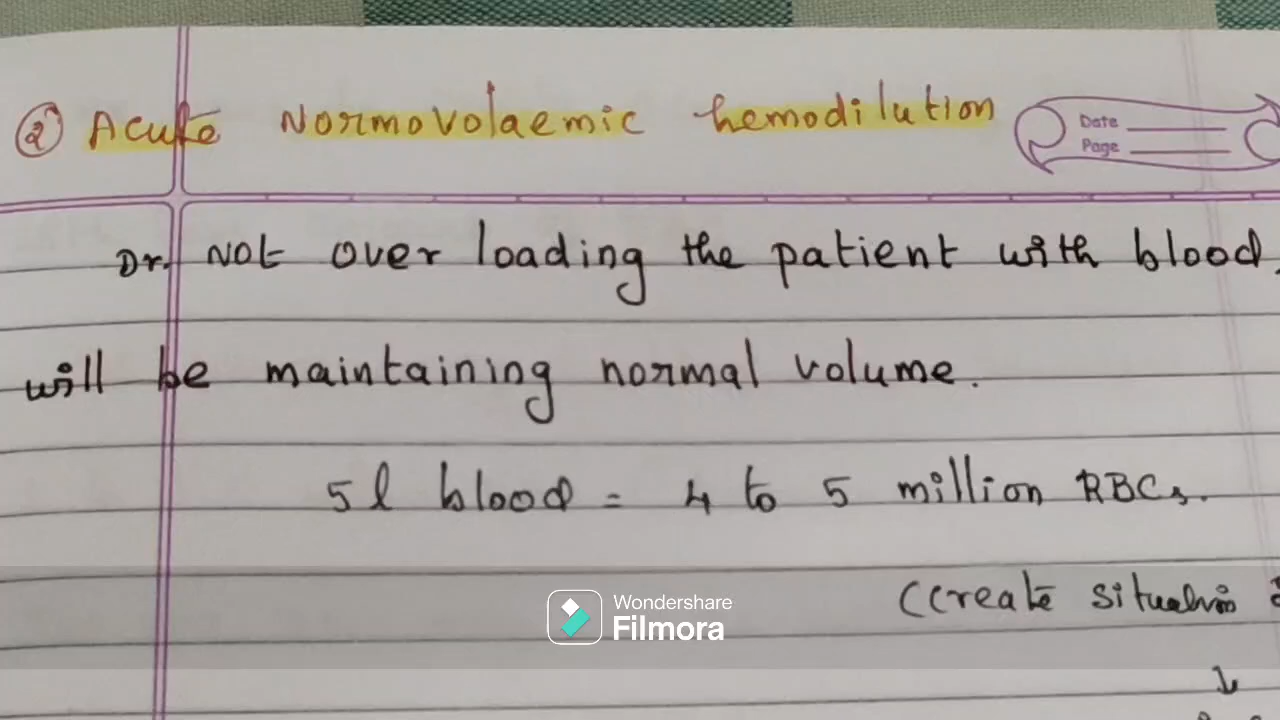 ② Acute Normovolaemic hemodilution
Date
Page
Dr. Not over loading the patient with blood,
will be maintaining normal volume.
5 l blood = 4 to 5 million RBCs.
(create situation
Wondershare
Filmora